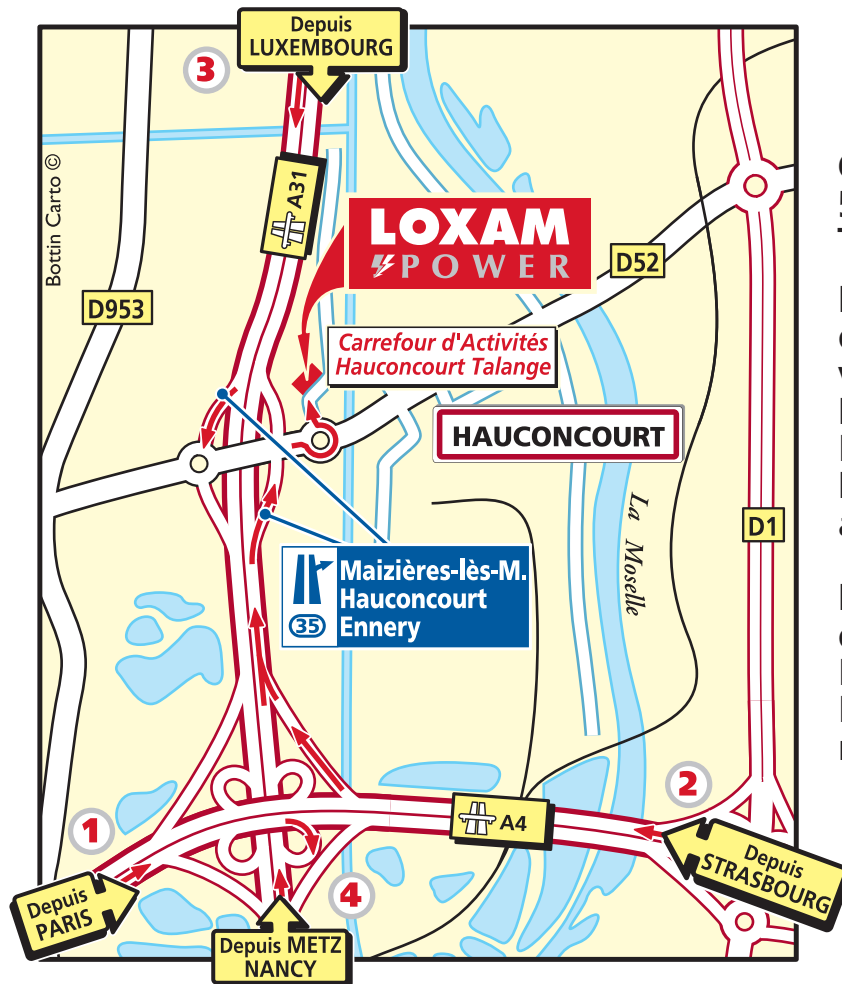 Depuis
LUXEMBOURG
3
Bottin Carto ©
A31
LOXAM
POWER
D52
D953
Carrefour d'Activités
Hauconcourt Talange
HAUCONCOURT
La Moselle
D1
Maizières-lès-M.
Hauconcourt
35
Ennery
2
1
A4
Depuis
STRASBOURG
Depuis
PARIS
4
Depuis METZ
NANCY